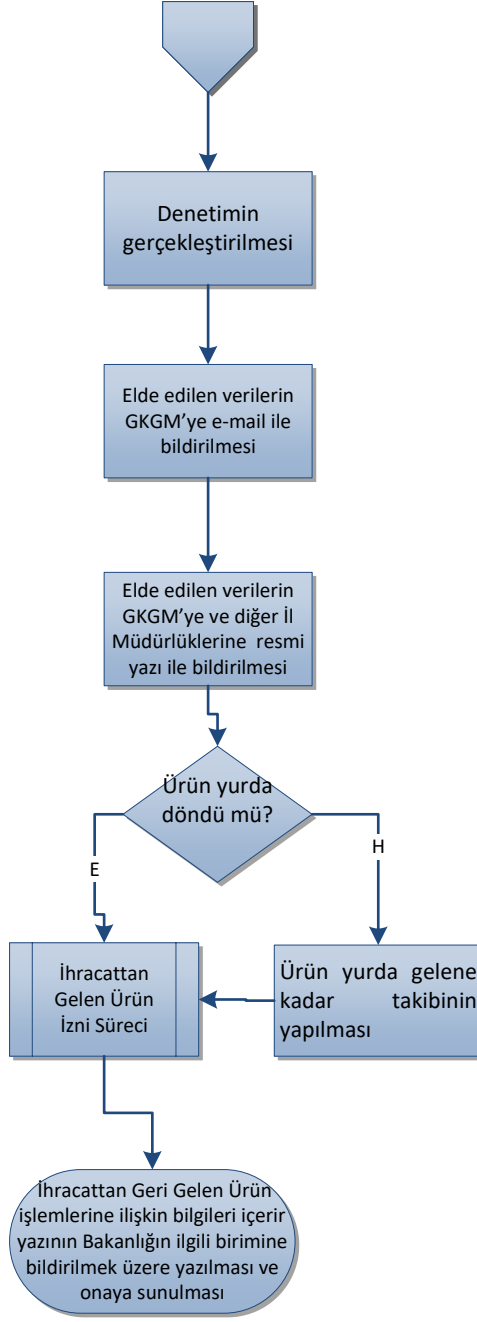 Denetimin
gerçekleştirilmesi
Elde edilen verilerin
GKGM’ye e-mail ile
bildirilmesi
Elde edilen verilerin
GKGM’ye ve diğer İl
Müdürlüklerine resmi
yazı ile bildirilmesi
Ürün yurda
döndü mü?
E
H
İhracattan
Gelen Ürün
İzni Süreci
Ürün yurda gelene
kadar takibinin
yapılması
İhracattan Geri Gelen Ürün
işlemlerine ilişkin bilgileri içerir
yazının Bakanlığın ilgili birimine
bildirilmek üzere yazılması ve
onaya sunulması